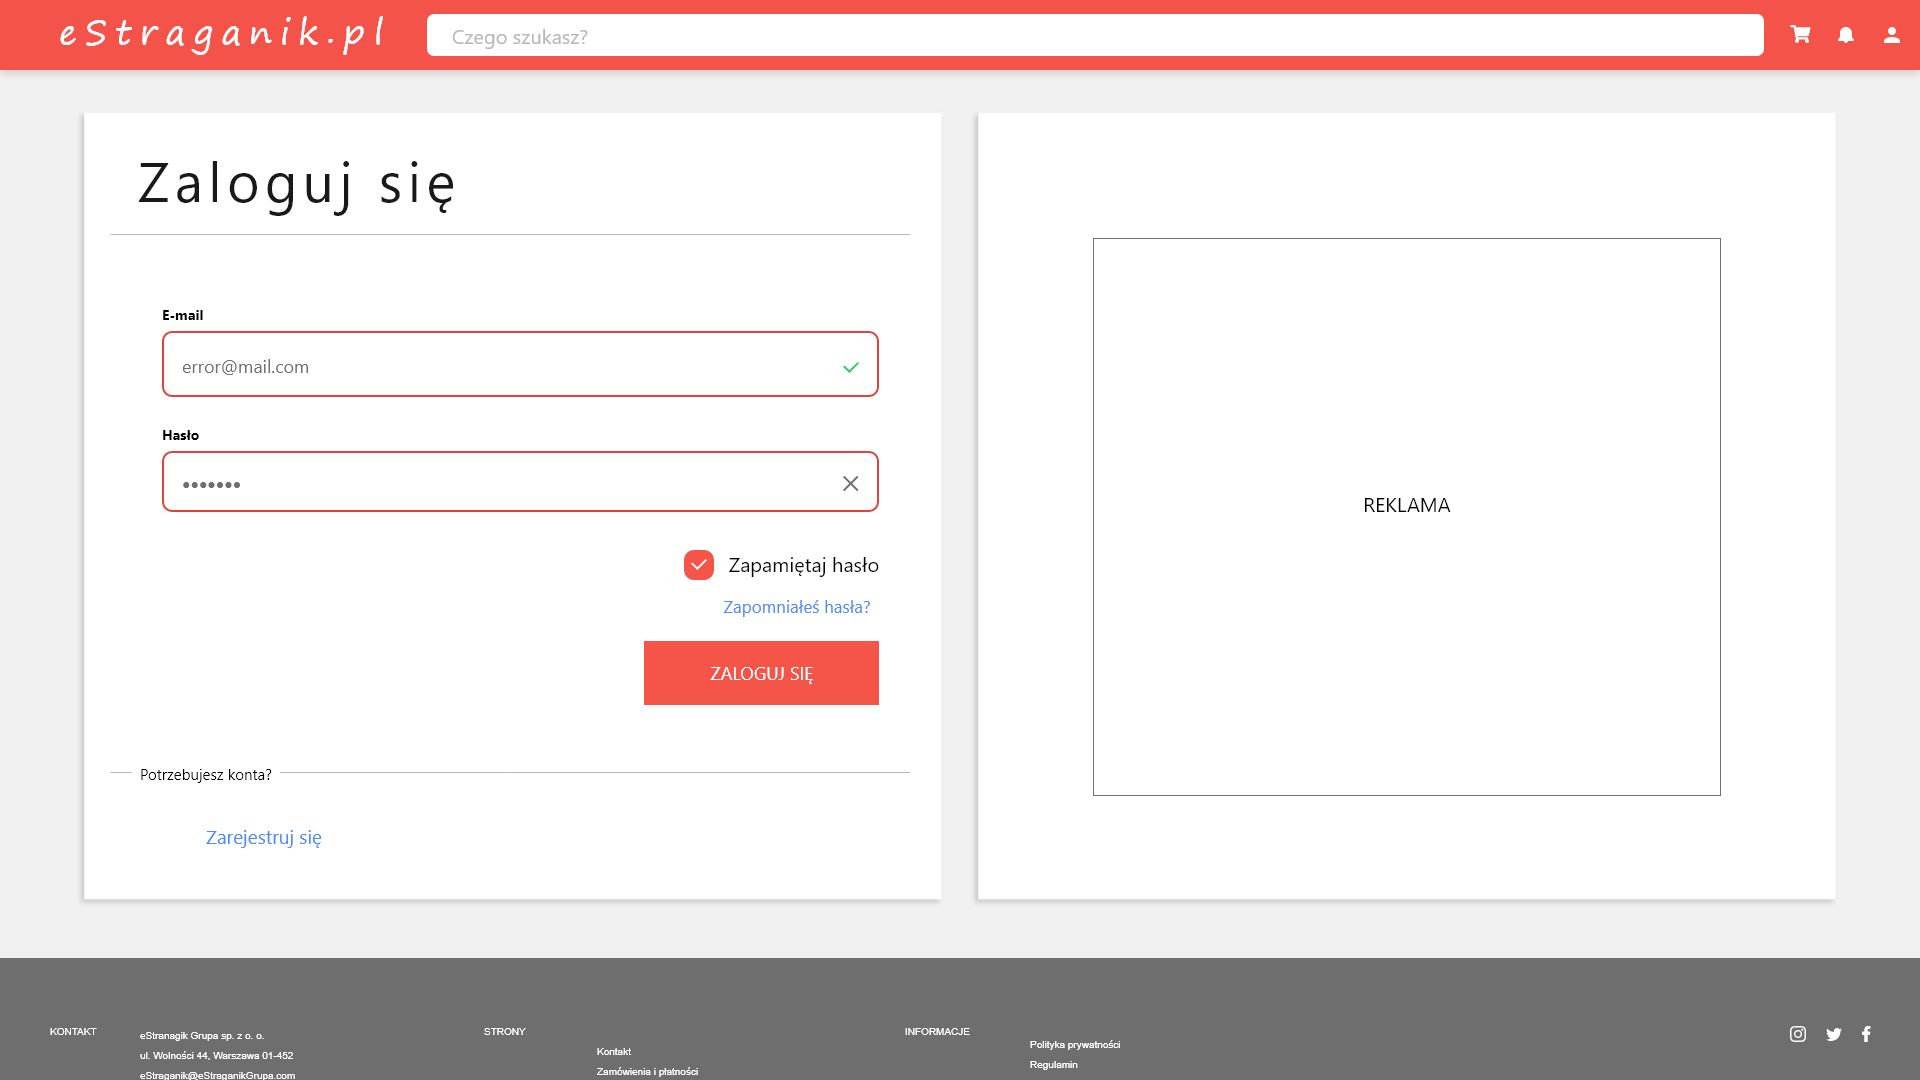 eStraganik.pl
Czego szukasz?
Zaloguj się
E-mail
error@mail.com
Hasło
•••••••
Zapamiętaj hasło
Zapomniałeś hasła?
ZALOGUJ SIĘ
Potrzebujesz konta?
Zarejestruj się
REKLAMA
KONTAKT
eStranagik Grupa sp. z o. o.
ul. Wolności 44, Warszawa 01-452
eStraganik@eStraganikGrupa.com
STRONY
Kontakt
Zamówienia i płatności
INFORMACJE
Polityka prywatności
Regulamin